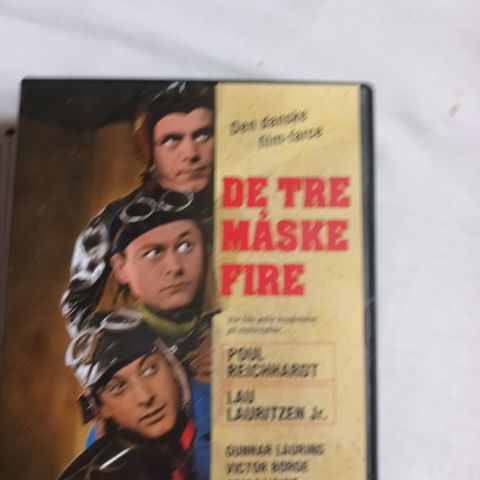 Den danske
film-farce
DE TRE
MÅSKE
FIRE
POUL
REICHHARDT
LAU
LAURITZEN Jr.
GUNNAR LAURING
VICTOR BORGE